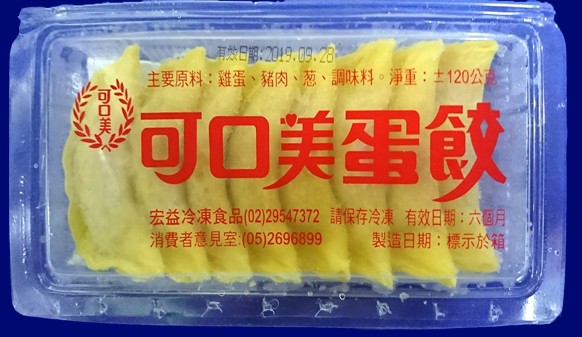 有效日期:2019.09.28
主要原料：雞蛋、豬肉、葱、調味料。淨重：±120公克
可口美
可口美蛋餃
宏益冷凍食品(02)29547372 請保存冷凍 有效日期：六個月
消費者意見室:(05)2696899 製造日期：標示於箱